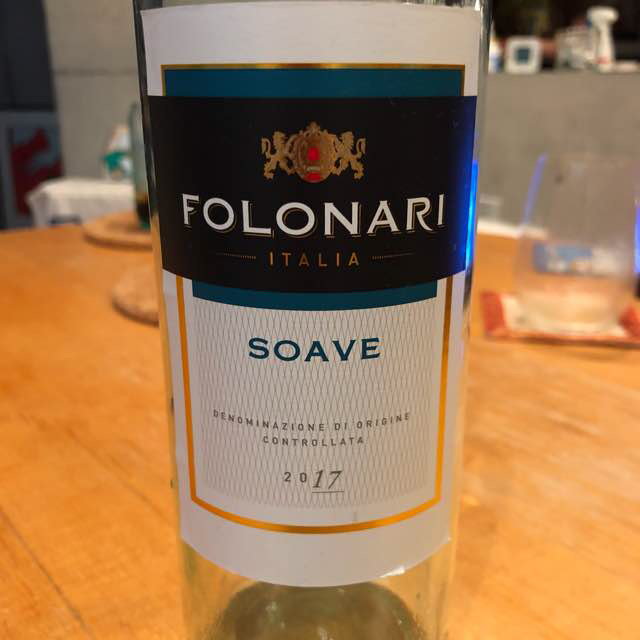 FOLONARI
ITALIA
SOAVE
DENOMINAZIONE DI ORIGINE
CONTROLLATA
2017